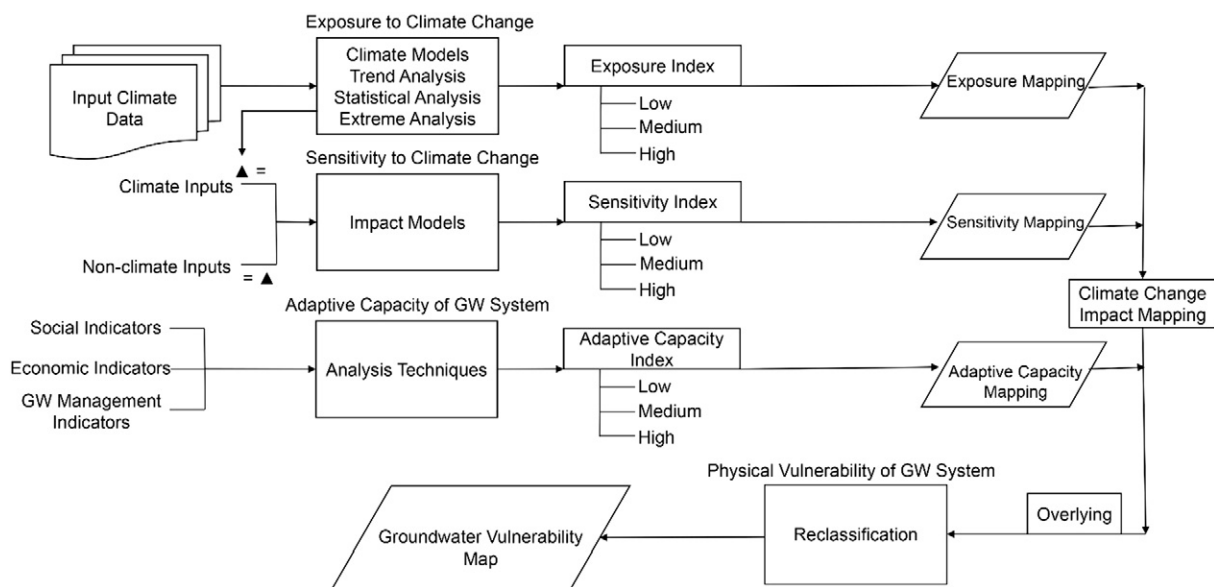 Exposure to Climate Change
Input Climate
Data
Climate Models
Trend Analysis
Statistical Analysis
Extreme Analysis
Exposure Index
Low
Medium
High
Exposure Mapping
▲ =
Sensitivity to Climate Change
Climate Inputs
Non-climate Inputs
= ▲
Impact Models
Sensitivity Index
Low
Medium
High
Sensitivity Mapping
Climate Change
Impact Mapping
Adaptive Capacity of GW System
Social Indicators
Economic Indicators
GW Management
Indicators
Analysis Techniques
Adaptive Capacity
Index
Low
Medium
High
Adaptive Capacity
Mapping
Physical Vulnerability of GW System
Overlying
Reclassification
Groundwater Vulnerability
Map